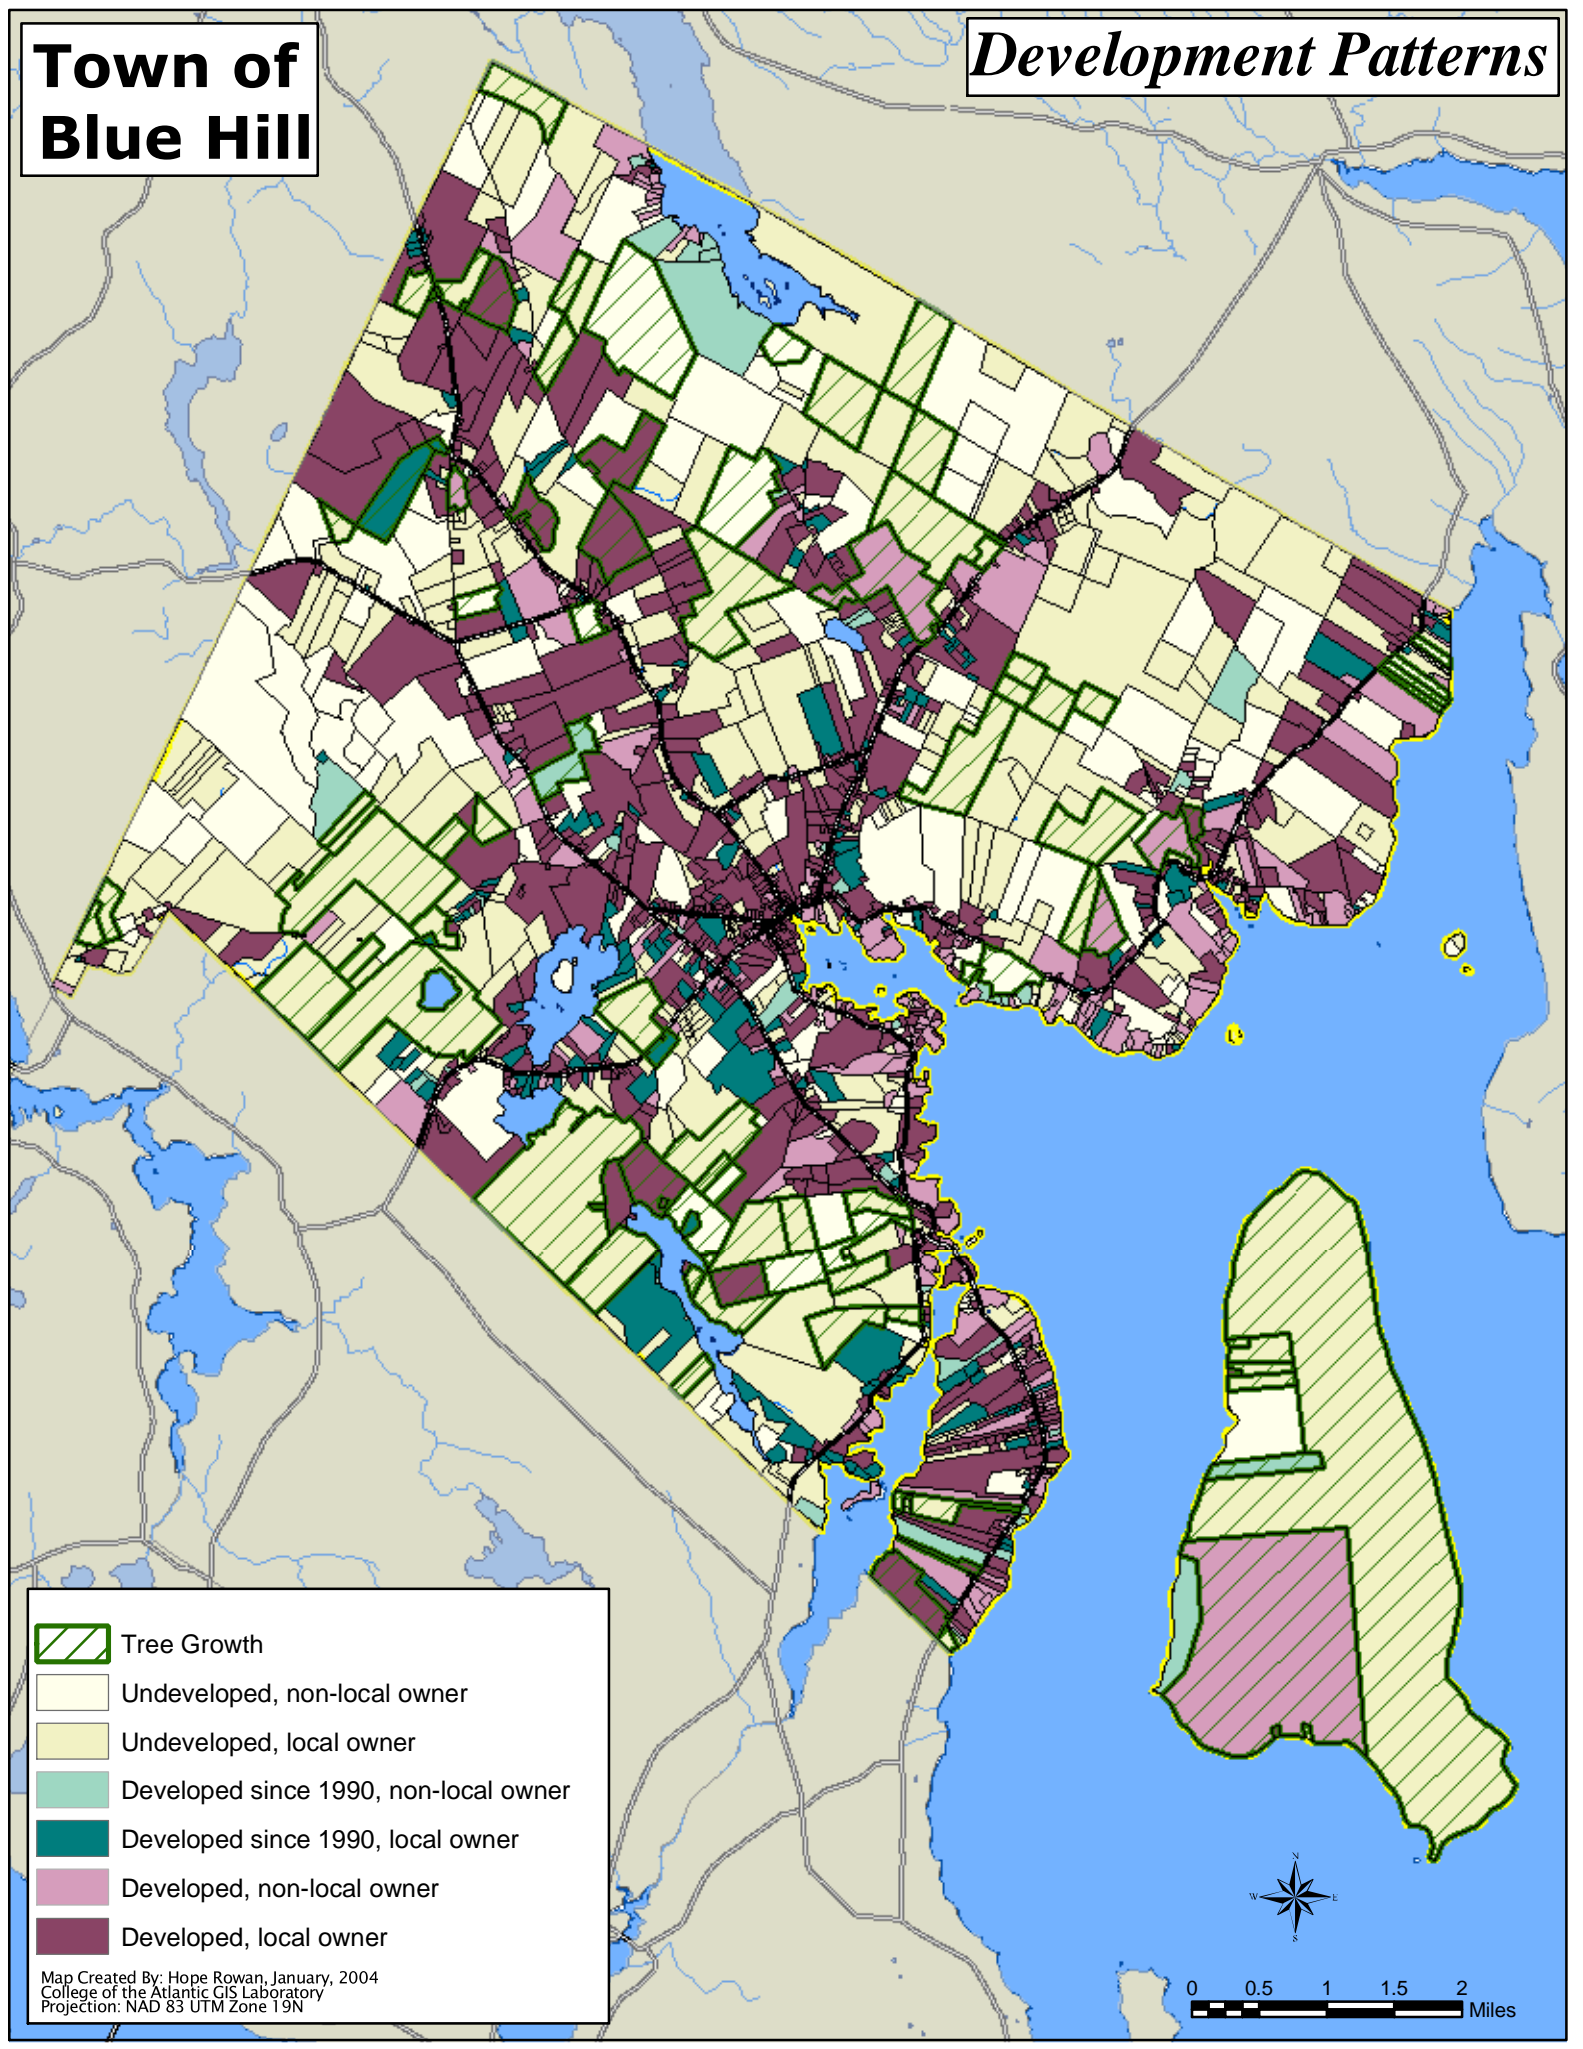 Town of
Blue Hill
Development Patterns
Tree Growth
Undeveloped, non-local owner
Undeveloped, local owner
Developed since 1990, non-local owner
Developed since 1990, local owner
Developed, non-local owner
Developed, local owner
Map Created By: Hope Rowan, January, 2004
College of the Atlantic GIS Laboratory
Projection: NAD 83 UTM Zone 19N
N
W E
S
0 0.5 1 1.5 2
Miles